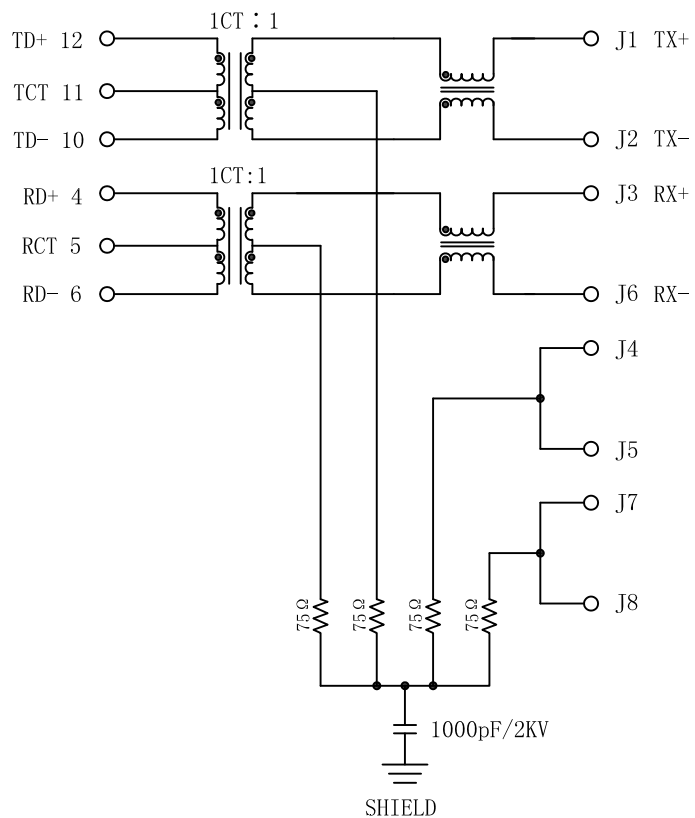 1CT：1
TD+ 12
J1 TX+
TCT 11
TD- 10
J2 TX-
1CT:1
RD+ 4
J3 RX+
RCT 5
RD- 6
J6 RX-
J4
J5
J7
75Ω
75Ω
75Ω
75Ω
J8
1000pF/2KV
SHIELD